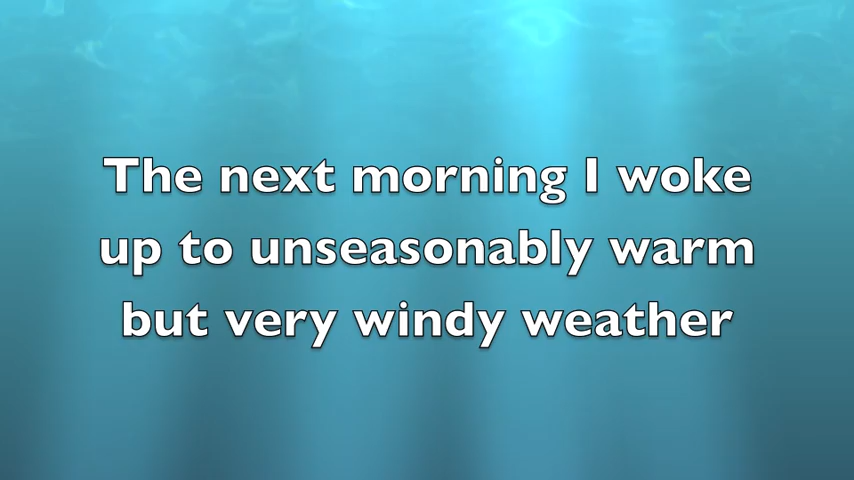 The next morning I woke
up to unseasonably warm
but very windy weather